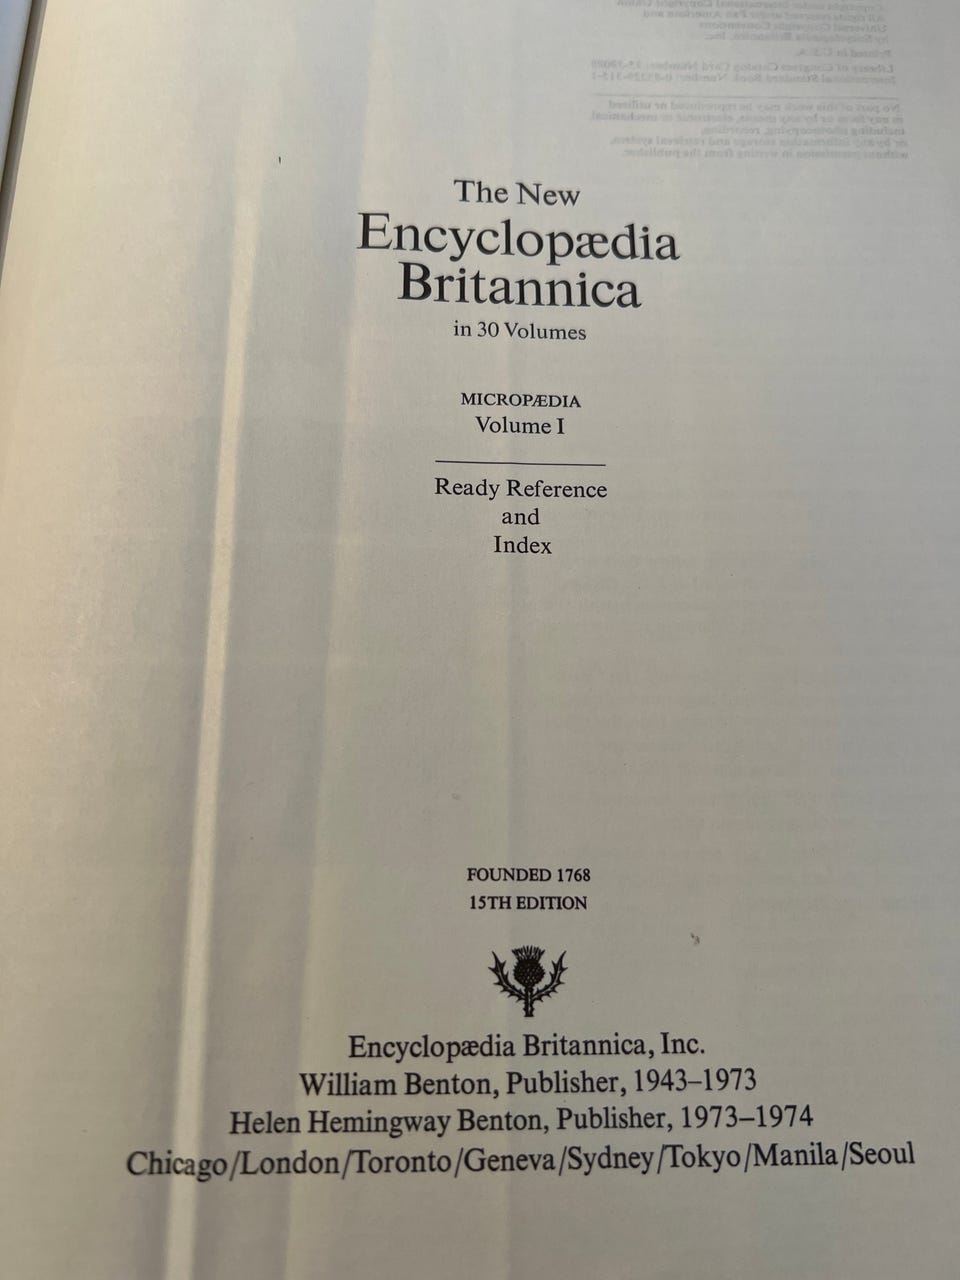 The New
Encyclopædia
Britannica
in 30 Volumes
MICROPÆDIA
Volume I
Ready Reference
and
Index
FOUNDED 1768
15TH EDITION
Encyclopædia Britannica, Inc.
William Benton, Publisher, 1943–1973
Helen Hemingway Benton, Publisher, 1973–1974
Chicago/London/Toronto/Geneva/Sydney/Tokyo/Manila/Seoul